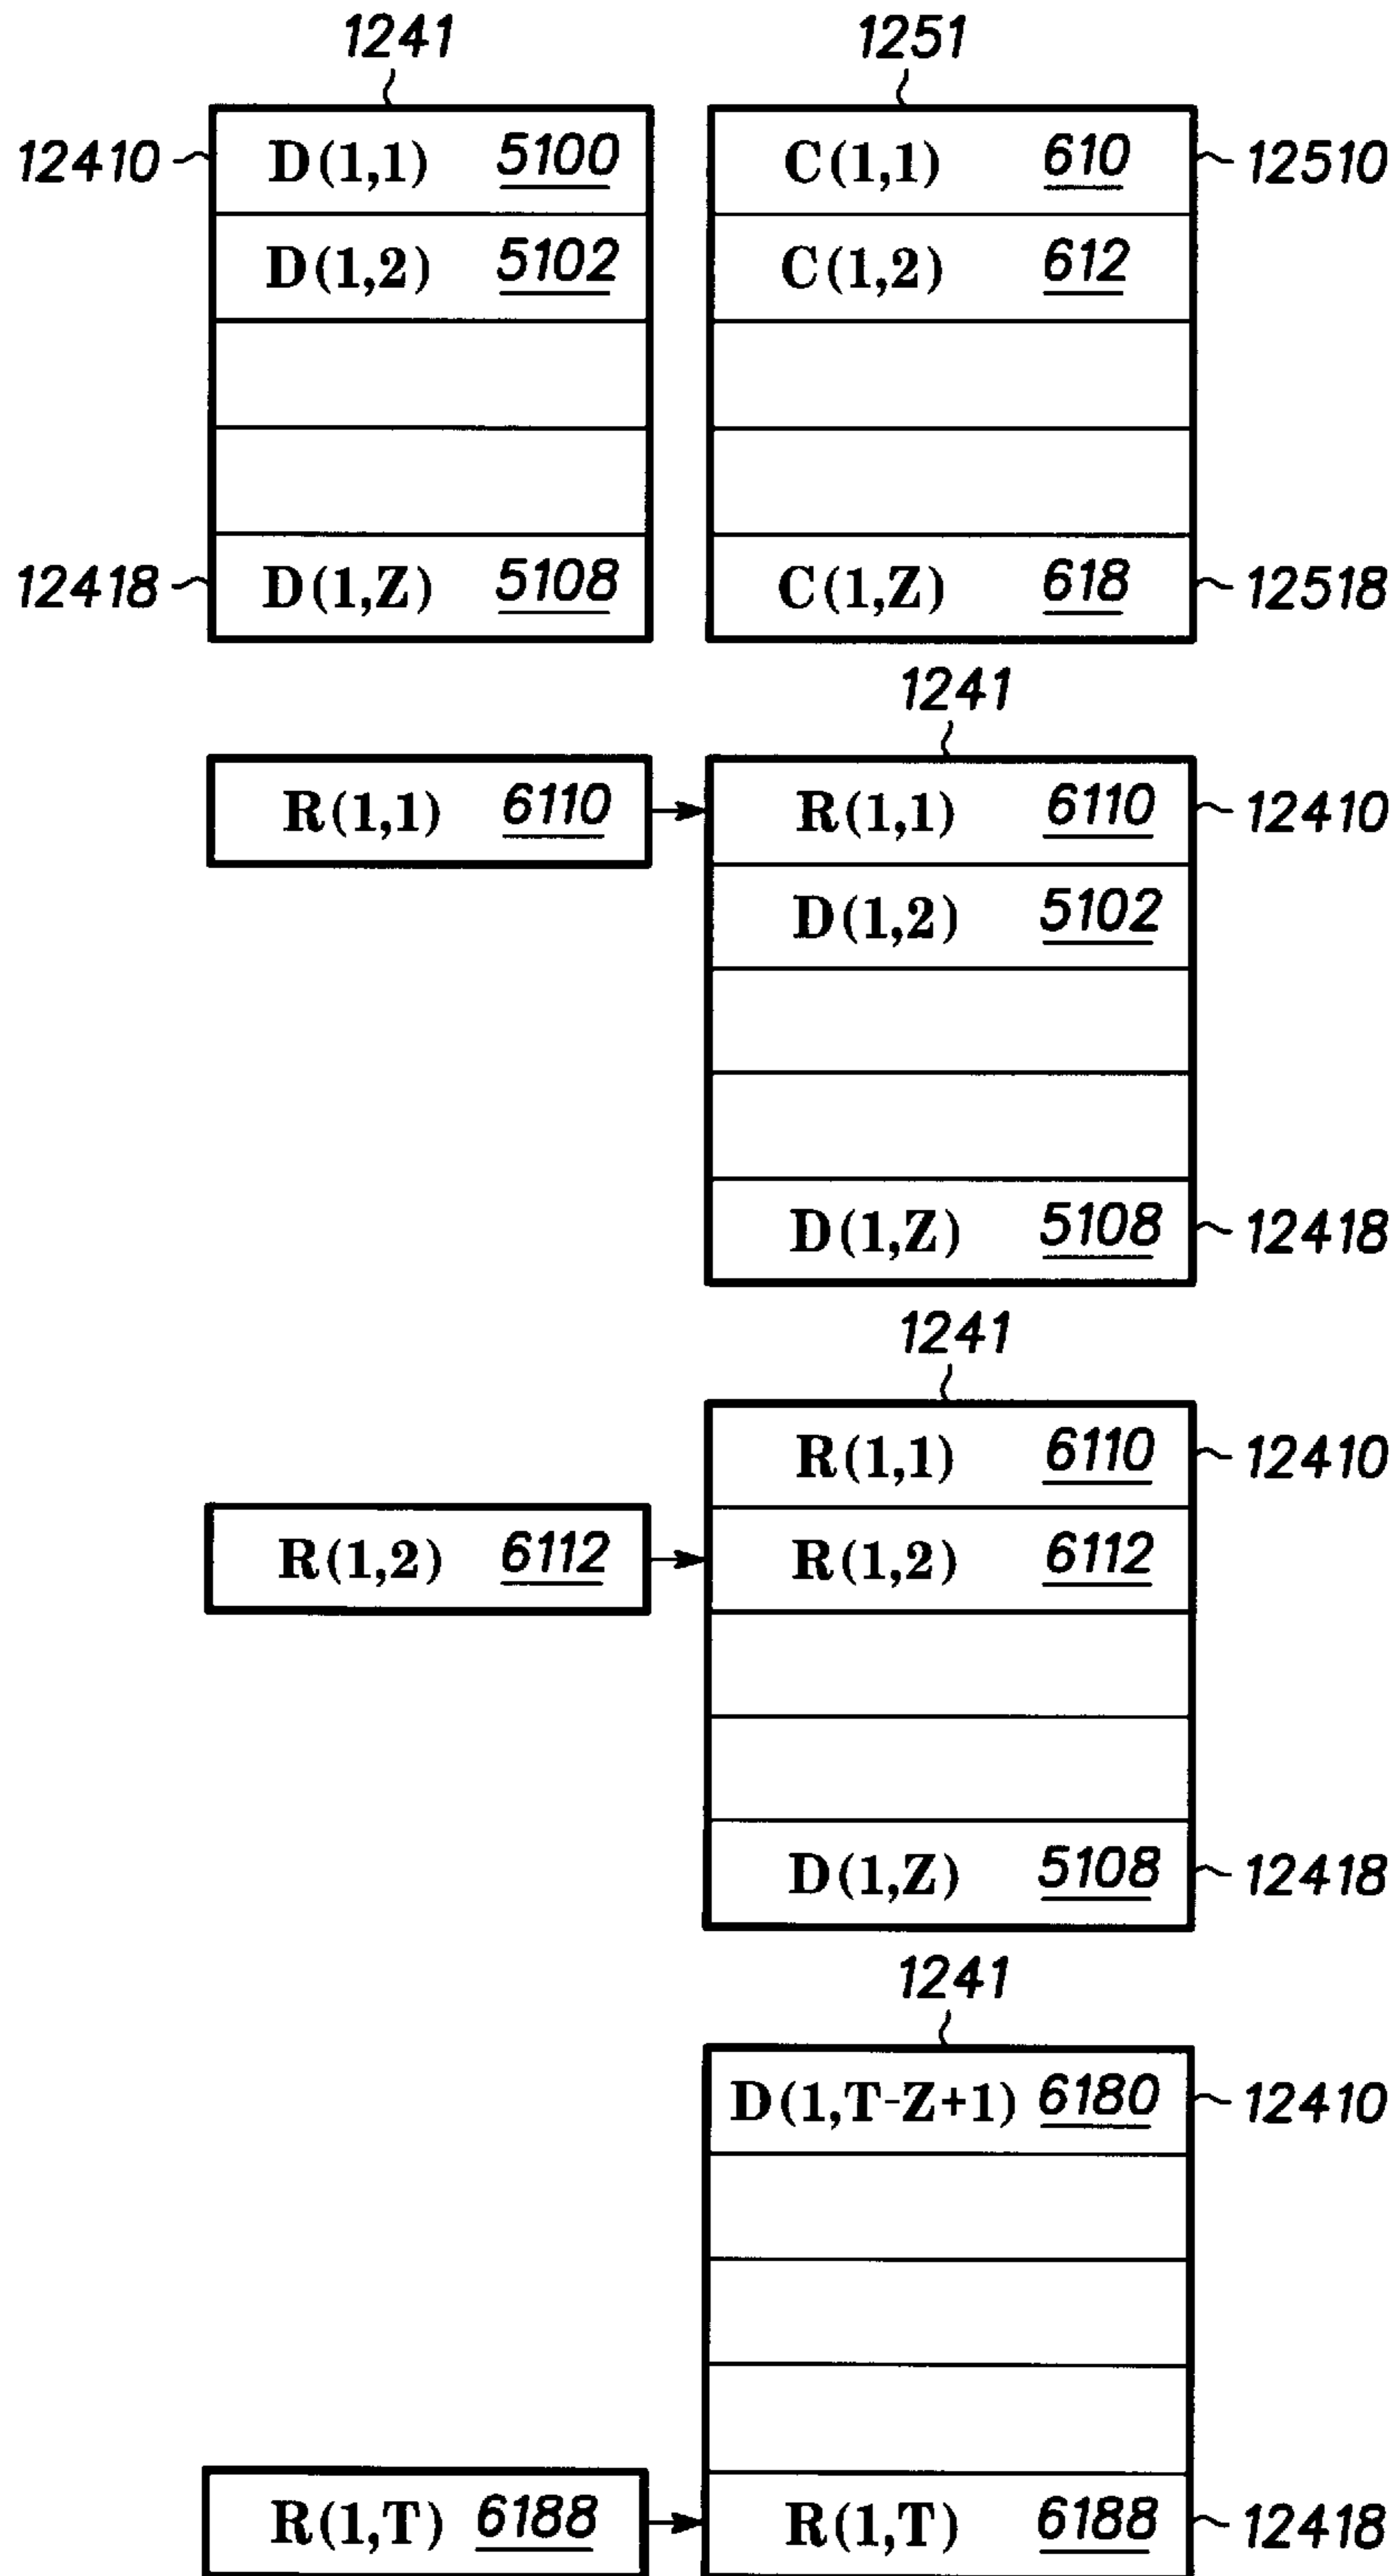 1241 1251
12410 D(1,1) 5100 C(1,1) 610 12510
D(1,2) 5102 C(1,2) 612
12418 D(1,Z) 5108 C(1,Z) 618 12518
1241
R(1,1) 6110 R(1,1) 6110 12410
D(1,2) 5102
D(1,Z) 5108 12418
1241
R(1,1) 6110 12410
R(1,2) 6112 R(1,2) 6112
D(1,Z) 5108 12418
1241
D(1,T-Z+1) 6180 12410
R(1,T) 6188 R(1,T) 6188 12418